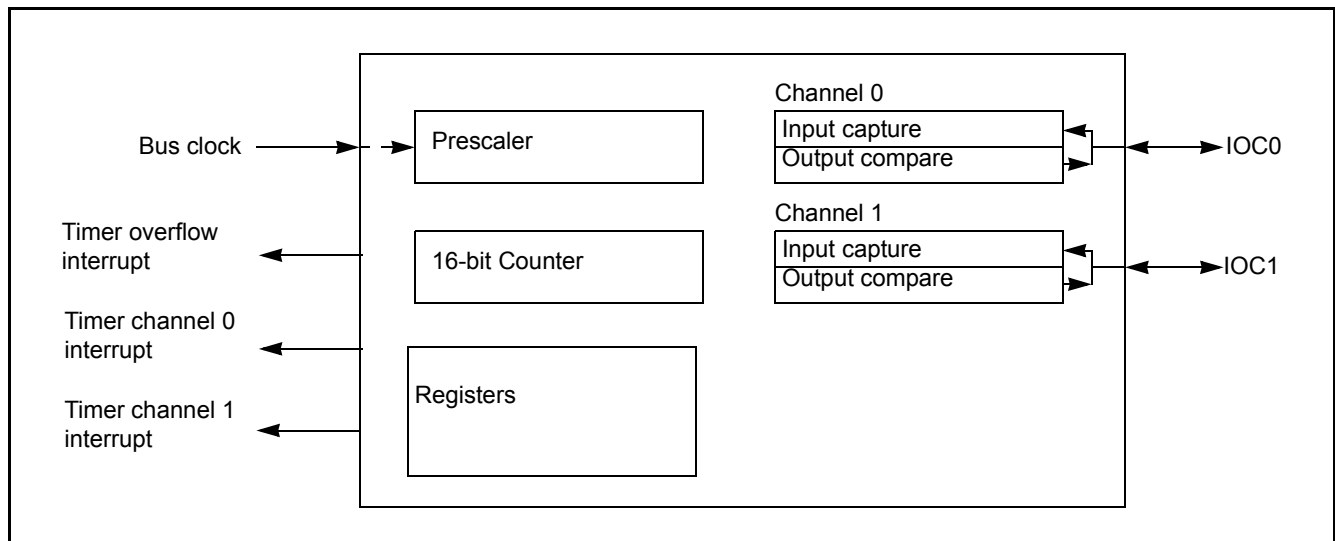 Channel 0
Bus clock
Prescaler
Input capture
Output compare
IOC0
Channel 1
Timer overflow
interrupt
16-bit Counter
Input capture
Output compare
IOC1
Timer channel 0
interrupt
Registers
Timer channel 1
interrupt